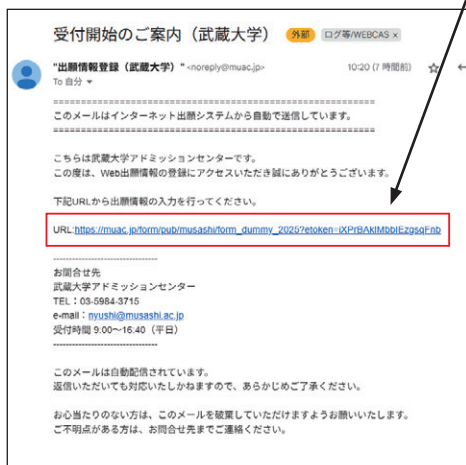 受付開始のご案内（武蔵大学） 外部 ログ等/WEBCAS ×
"出願情報登録（武蔵大学）" <noreply@muac.jp> 10:20 (7 時間前)
To 自分
==========================================================
このメールはインターネット出願システムから自動で送信しています。
==========================================================
こちらは武蔵大学アドミッションセンターです。
この度は、Web出願情報の登録にアクセスいただき誠にありがとうございます。
下記URLから出願情報の入力を行ってください。
URL:https://muac.jp/form/pub/musashi/form_dummy_2025?etoken=iXPrBAkIMbblEzgsqFnb
--------------------------------
お問合せ先
武蔵大学アドミッションセンター
TEL：03-5984-3715
e-mail：nyushi@musashi.ac.jp
受付時間 9:00～16:40（平日）
--------------------------------
このメールは自動配信されています。
返信いただいても対応いたしかねますので、あらかじめご了承ください。
お心当たりのない方は、このメールを破棄していただけますようお願いいたします。
ご不明点がある方は、お問合せ先までご連絡ください。